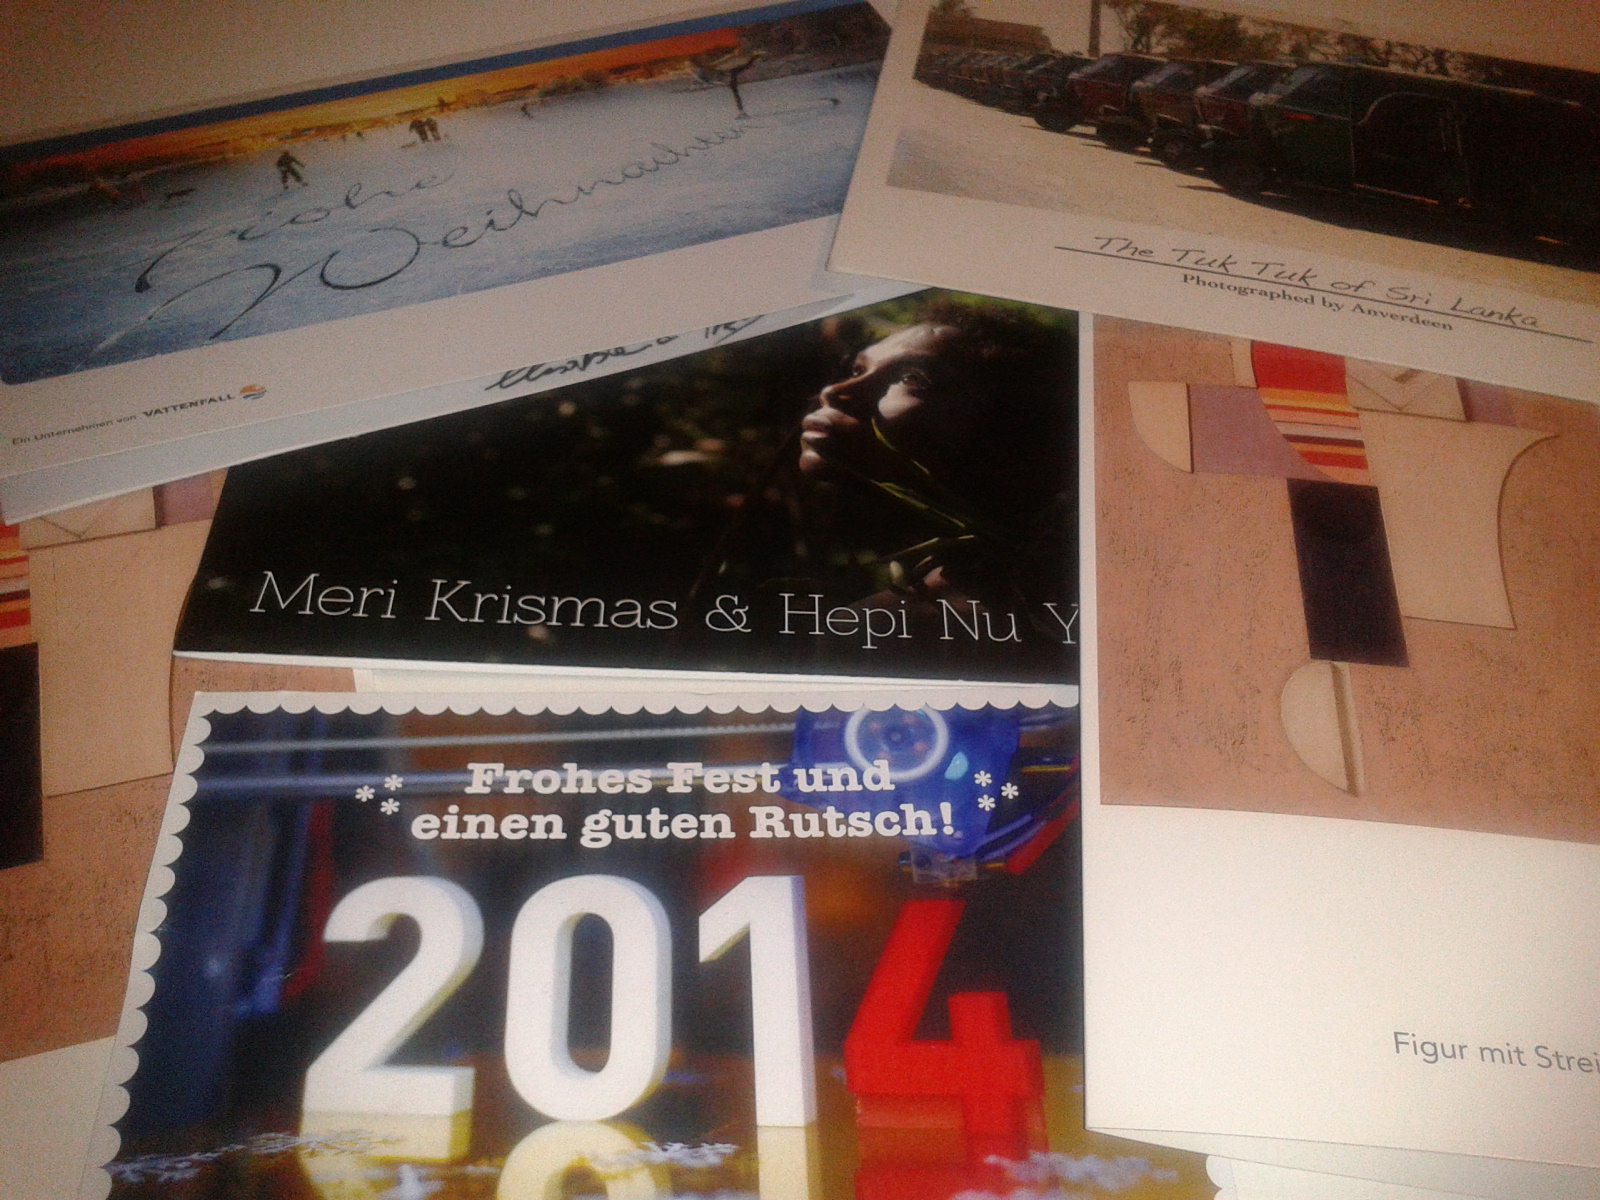 Frohe
Weihnachten
Ein Unternehmen von VATTENFALL
The Tuk Tuk of Sri Lanka
Photographed by Anverdeen
Meri Krismas & Hepi Nu Y
Frohes Fest und
einen guten Rutsch!
2014
Figur mit Strei